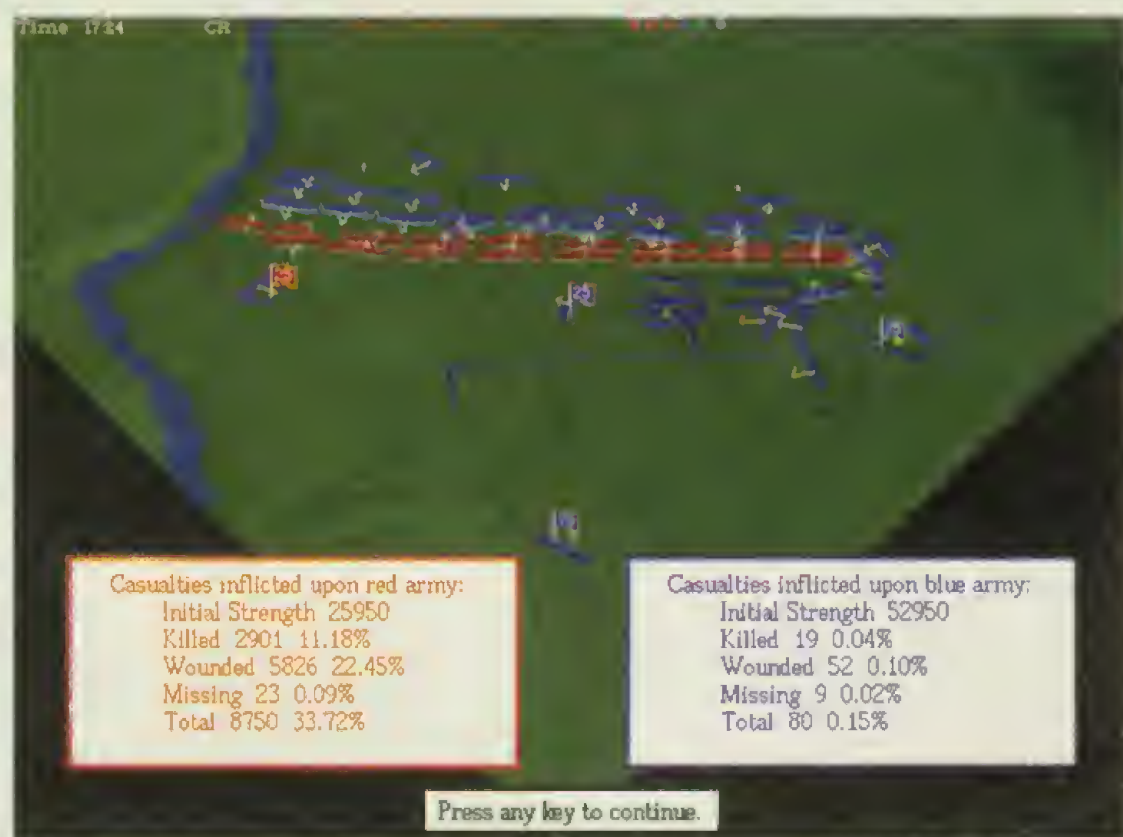 Time 1724 CR
Casualties inflicted upon red army:
Initial Strength 25950
Killed 2901 11.18%
Wounded 5826 22.45%
Missing 23 0.09%
Total 8750 33.72%
Casualties inflicted upon blue army:
Initial Strength 52950
Killed 19 0.04%
Wounded 52 0.10%
Missing 9 0.02%
Total 80 0.15%
Press any key to continue.